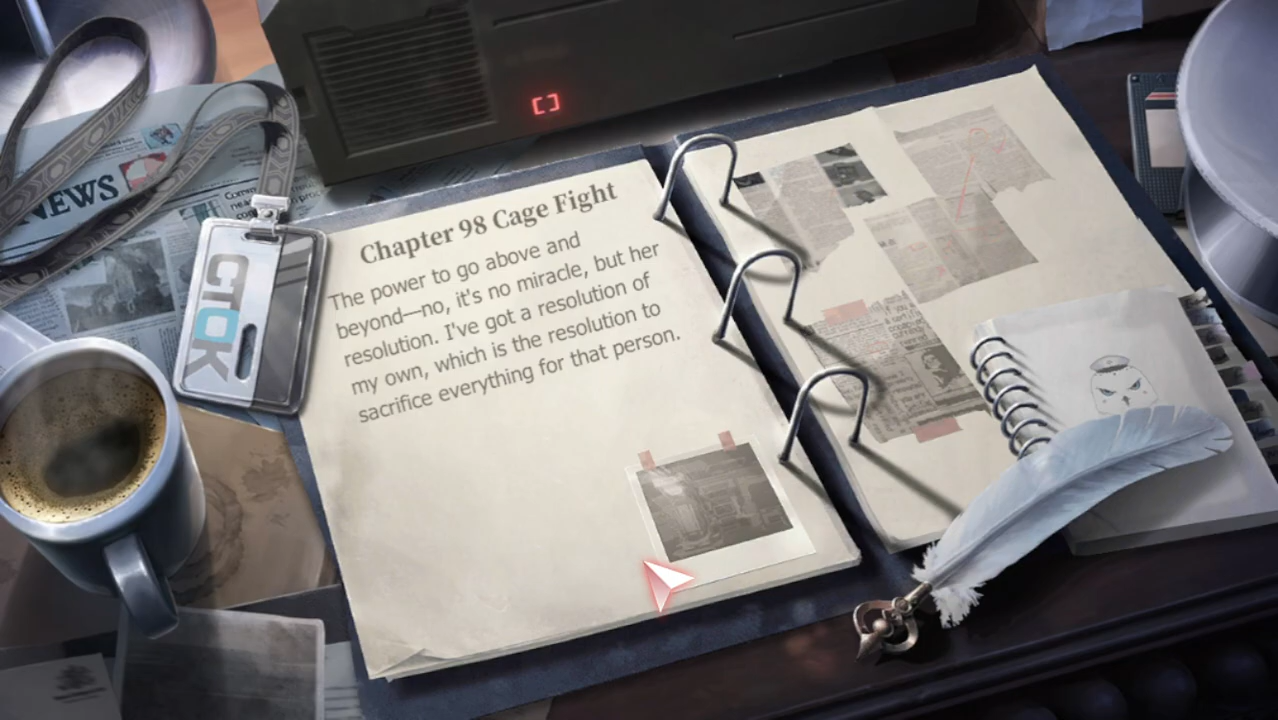 NEWS
CTOK
Chapter 98 Cage Fight
The power to go above and
beyond—no, it's no miracle, but her
resolution. I've got a resolution of
my own, which is the resolution to
sacrifice everything for that person.